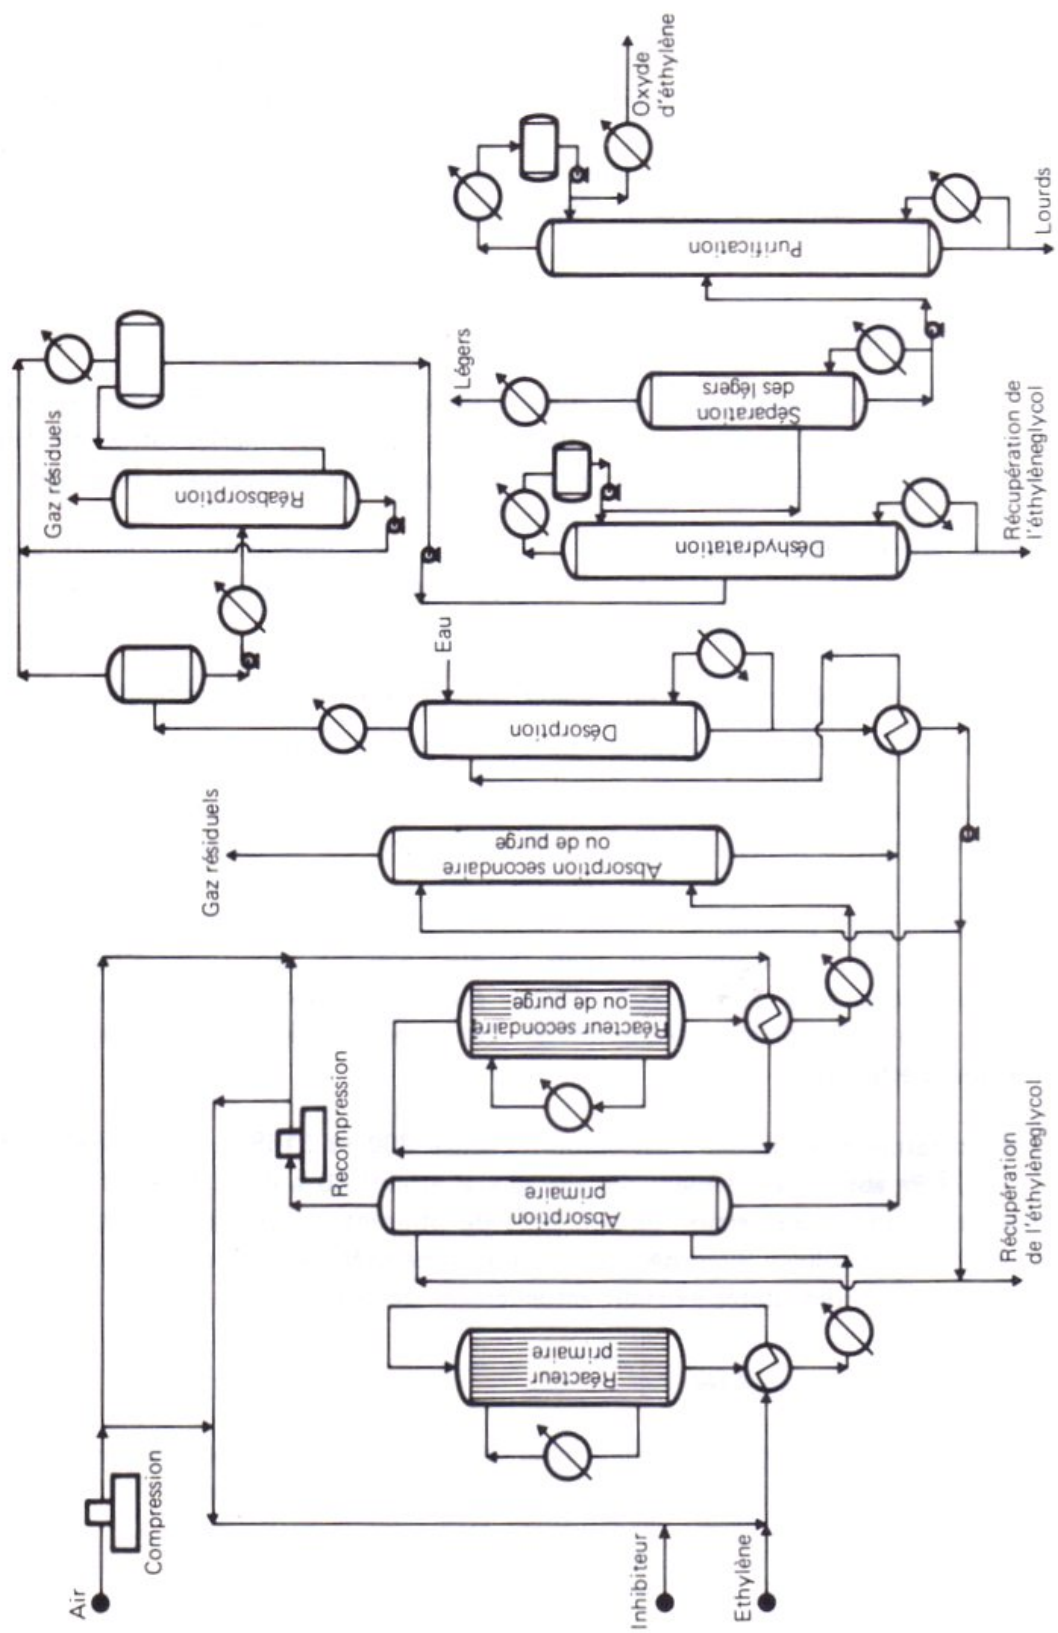 Air
Compression
Inhibiteur
Ethylène
Réacteur
primaire
Absorption
primaire
Recompression
Récupération
de l'éthylèneglycol
Réacteur secondaire
ou de purge
Absorption secondaire
ou de purge
Gaz résiduels
Désorption
Eau
Gaz résiduels
Réabsorption
Déshydratation
Récupération de
l'éthylèneglycol
Légers
Séparation
des légers
Purification
Lourds
Oxyde
d'éthylène